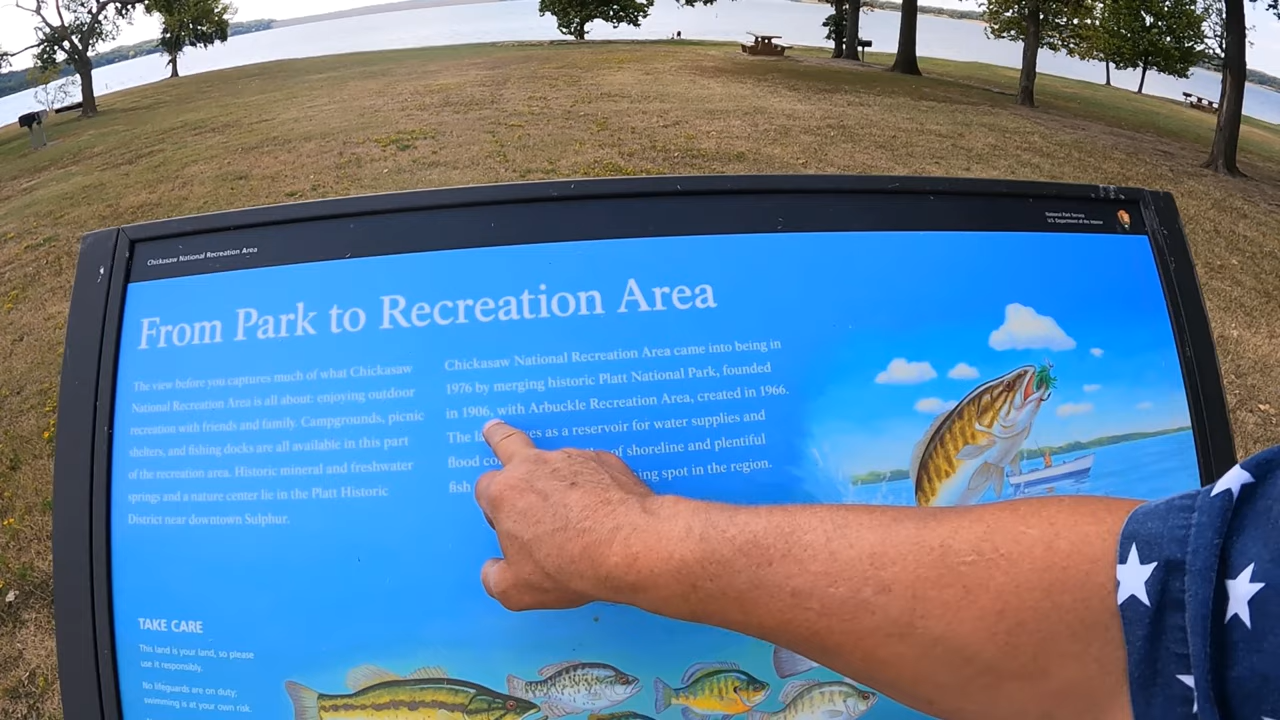 Chickasaw National Recreation Area
National Park Service
U.S. Department of the Interior
From Park to Recreation Area
The view before you captures much of what Chickasaw
National Recreation Area is all about: enjoying outdoor
recreation with friends and family. Campgrounds, picnic
shelters, and fishing docks are all available in this part
of the recreation area. Historic mineral and freshwater
springs and a nature center lie in the Platt Historic
District near downtown Sulphur.
Chickasaw National Recreation Area came into being in
1976 by merging historic Platt National Park, founded
in 1906, with Arbuckle Recreation Area, created in 1966.
The as a reservoir for water supplies and
flood of shoreline and plentiful
fish spot in the region.
TAKE CARE
This land is your land, so please
use it responsibly.
No lifeguards are on duty;
swimming is at your own risk.